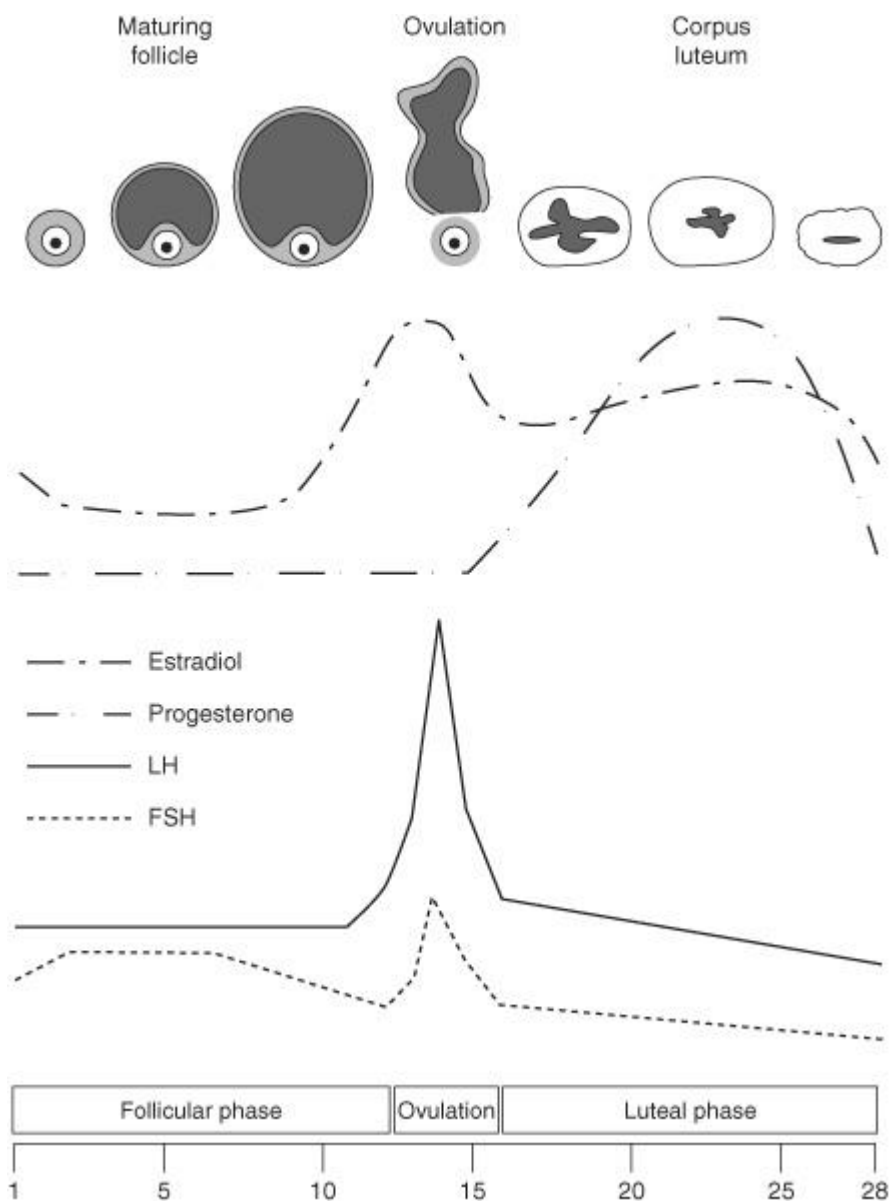 Maturing
follicle
Ovulation
Corpus
luteum
Estradiol
Progesterone
LH
FSH
Follicular phase
Ovulation
Luteal phase
1 5 10 15 20 25 28